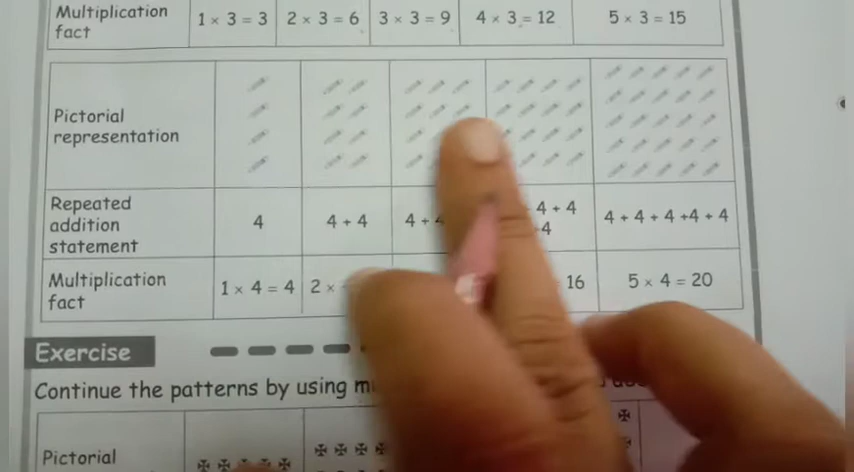 Multiplication fact 1 × 3 = 3 2 × 3 = 6 3 × 3 = 9 4 × 3 = 12 5 × 3 = 15
Pictorial
representation
Repeated
addition
statement
4 4 + 4 4 + 4 + 4 4 4 + 4 + 4 +4 + 4
Multiplication
fact
1 × 4 = 4 2 × 16 5 × 4 = 20
Exercise
Continue the patterns by using
Pictorial